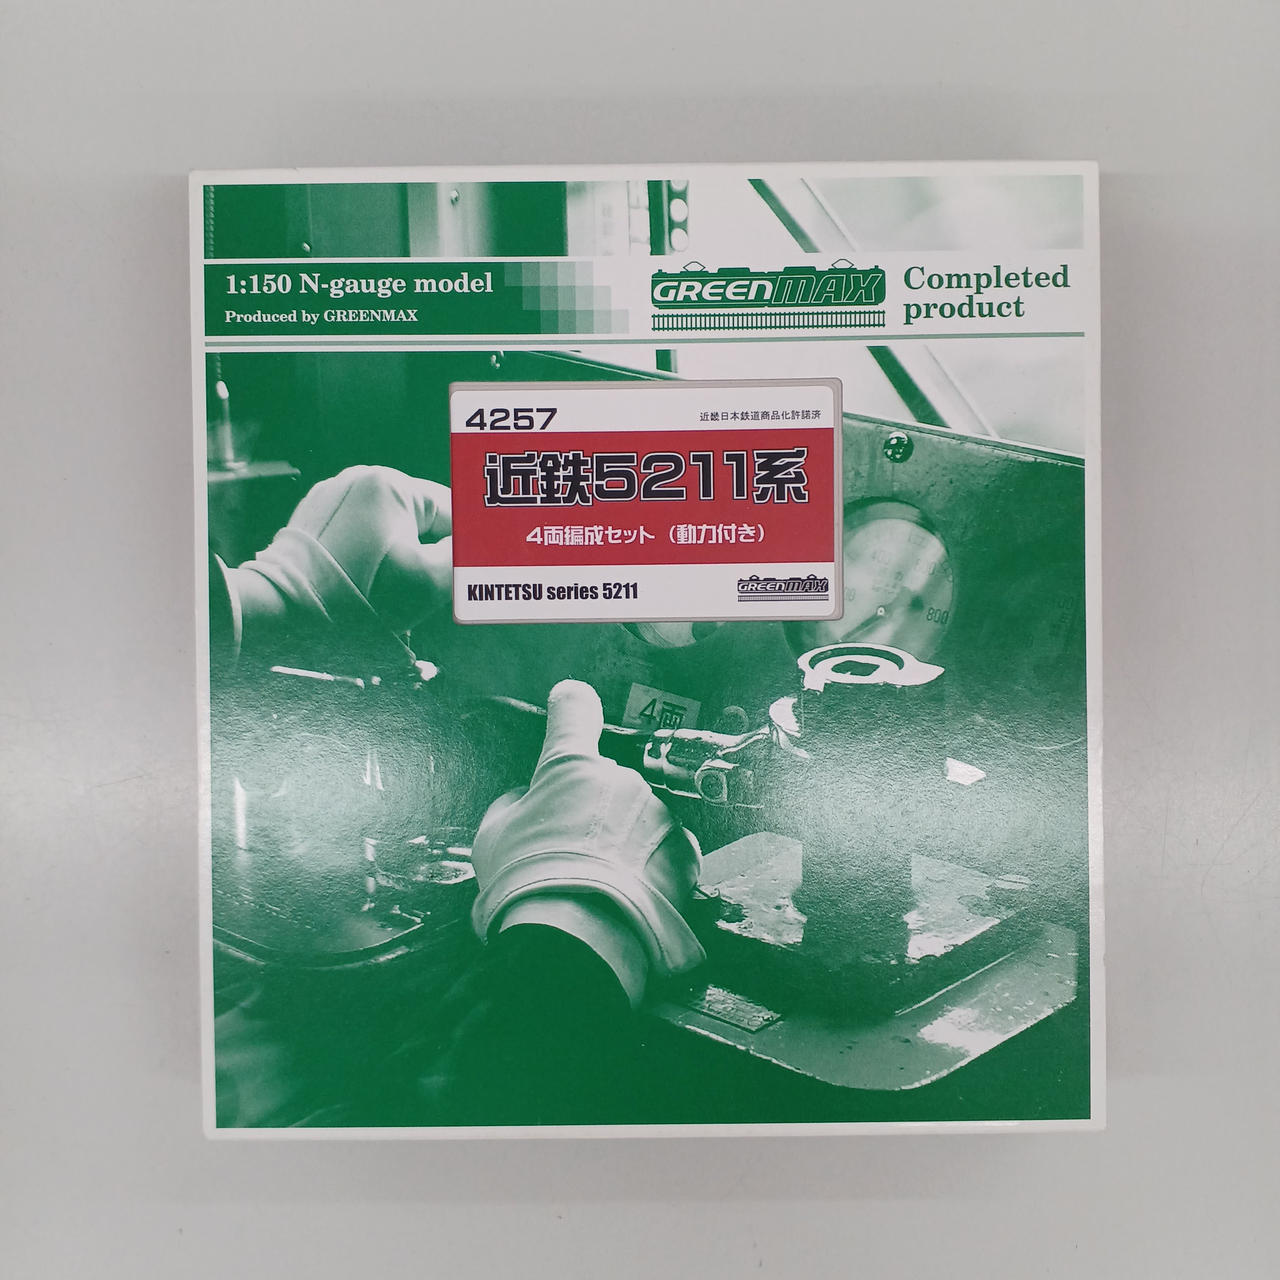 1:150 N-gauge model
Produced by GREENMAX
GREENMAX
Completed
product
4257
近畿日本鉄道商品化許諾済
近鉄5211系
4両編成セット（動力付き）
KINTETSU series 5211
GREENMAX
400
800
4両